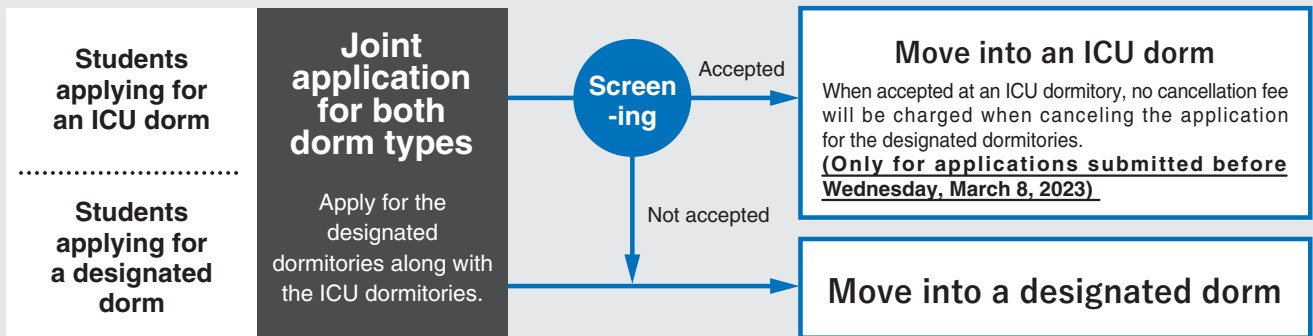 Students
applying for
an ICU dorm
Students
applying for
a designated
dorm
Joint
application
for both
dorm types
Apply for the
designated
dormitories along with
the ICU dormitories.
Screen
-ing
Accepted
Not accepted
Move into an ICU dorm
When accepted at an ICU dormitory, no cancellation fee
will be charged when canceling the application
for the designated dormitories.
(Only for applications submitted before
Wednesday, March 8, 2023)
Move into a designated dorm